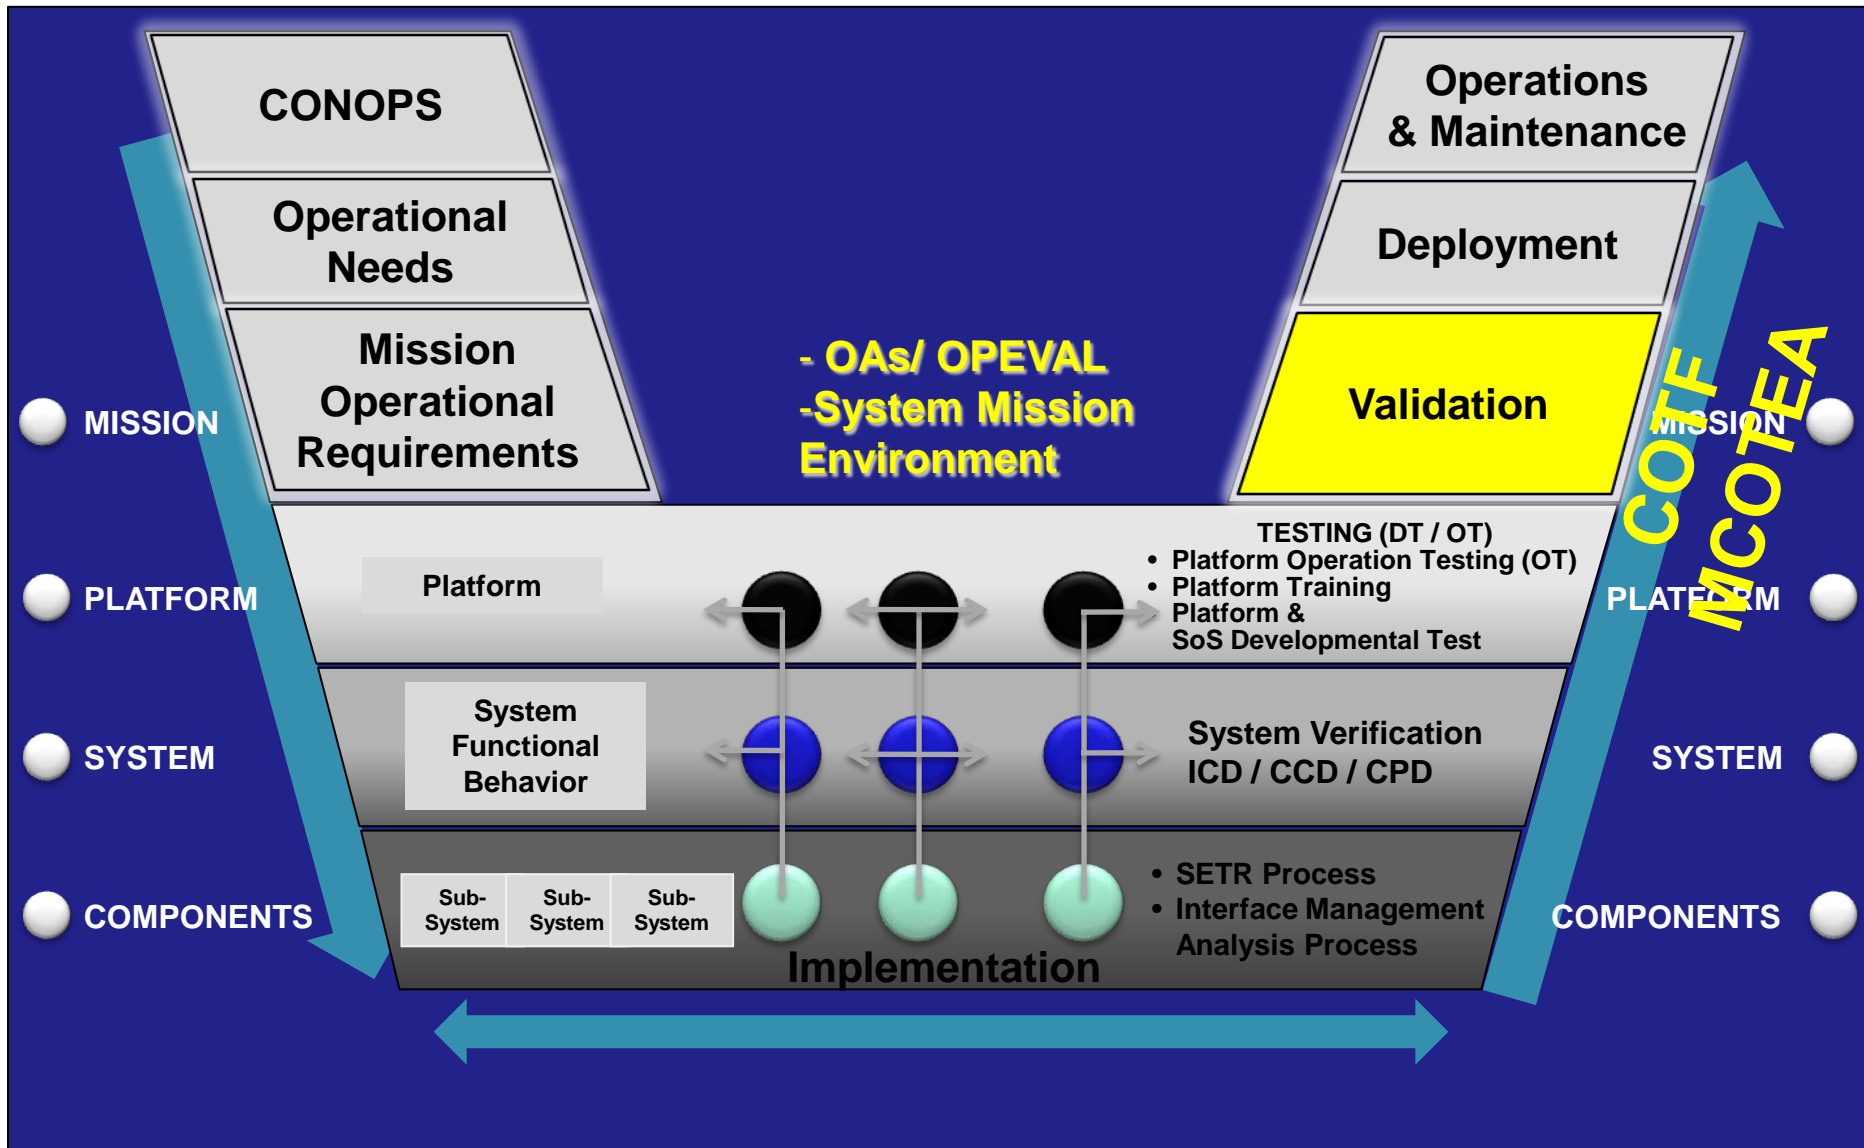 CONOPS
Operational
Needs
Mission
Operational
Requirements
Operations
& Maintenance
Deployment
Validation
- OAs/ OPEVAL
-System Mission
Environment
COTF
MCOTEA
MISSION
MISSION
PLATFORM
PLATFORM
SYSTEM
SYSTEM
COMPONENTS
COMPONENTS
Platform
TESTING (DT / OT)
• Platform Operation Testing (OT)
• Platform Training
• Platform &
SoS Developmental Test
System
Functional
Behavior
System Verification
ICD / CCD / CPD
Sub-
System
Sub-
System
Sub-
System
• SETR Process
• Interface Management
Analysis Process
Implementation